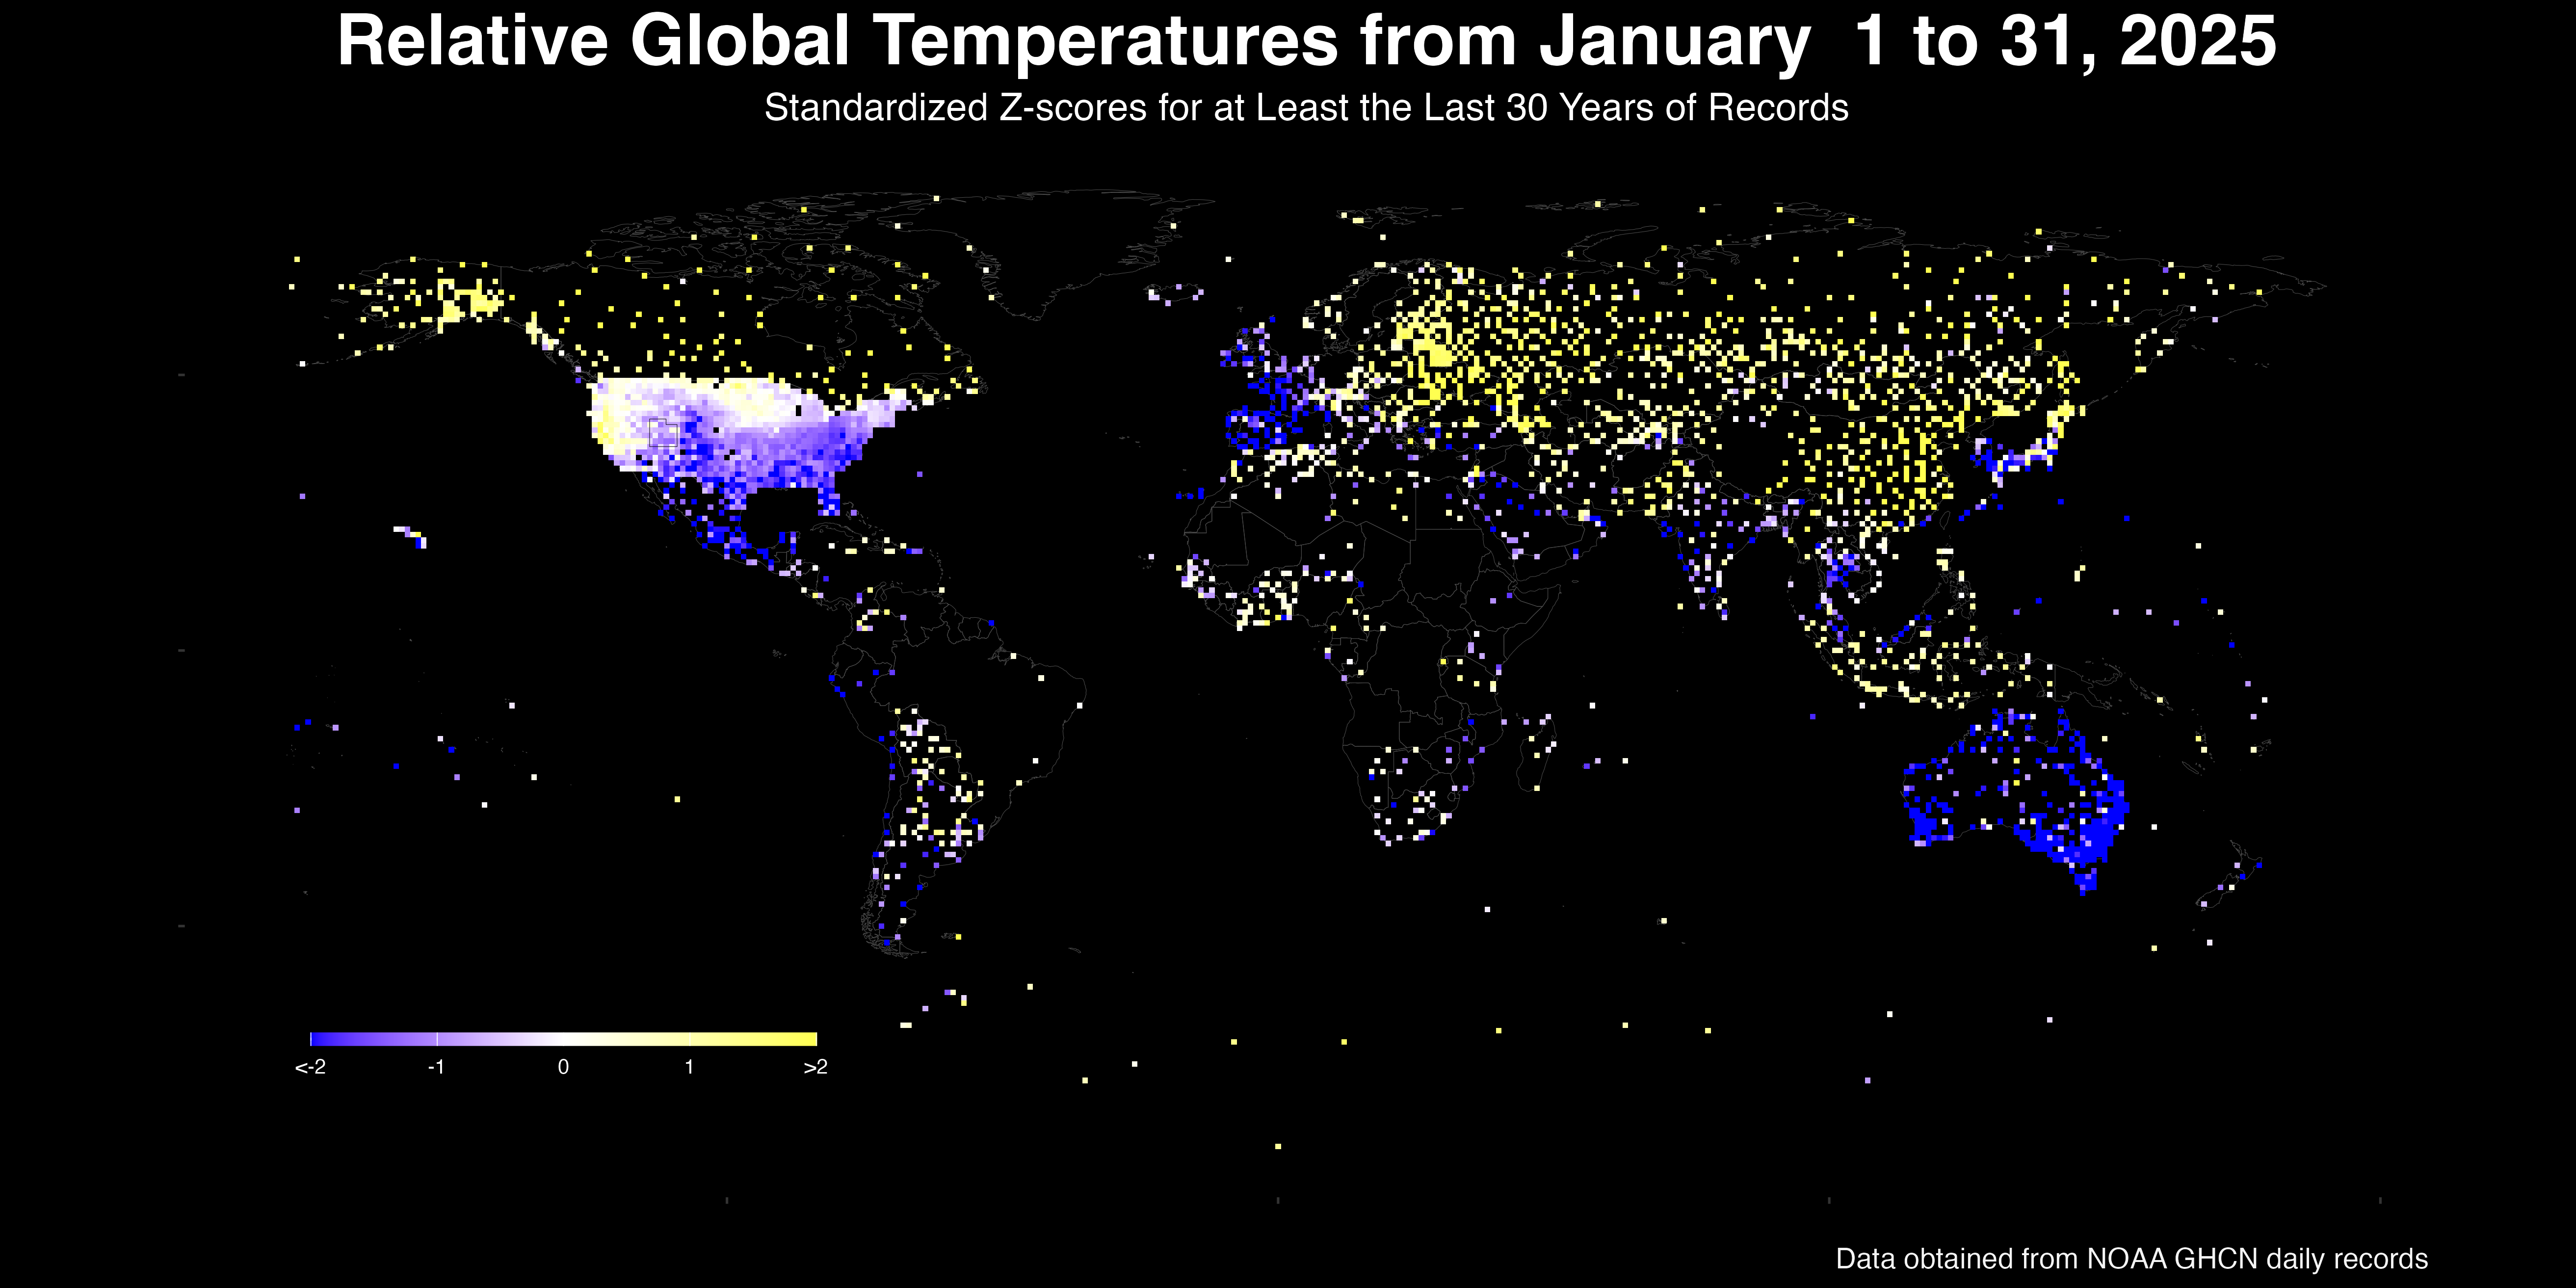 Relative Global Temperatures from January  1 to 31, 2025
Standardized Z-scores for at Least the Last 30 Years of Records
<-2 -1 0 1 >2
Data obtained from NOAA GHCN daily records